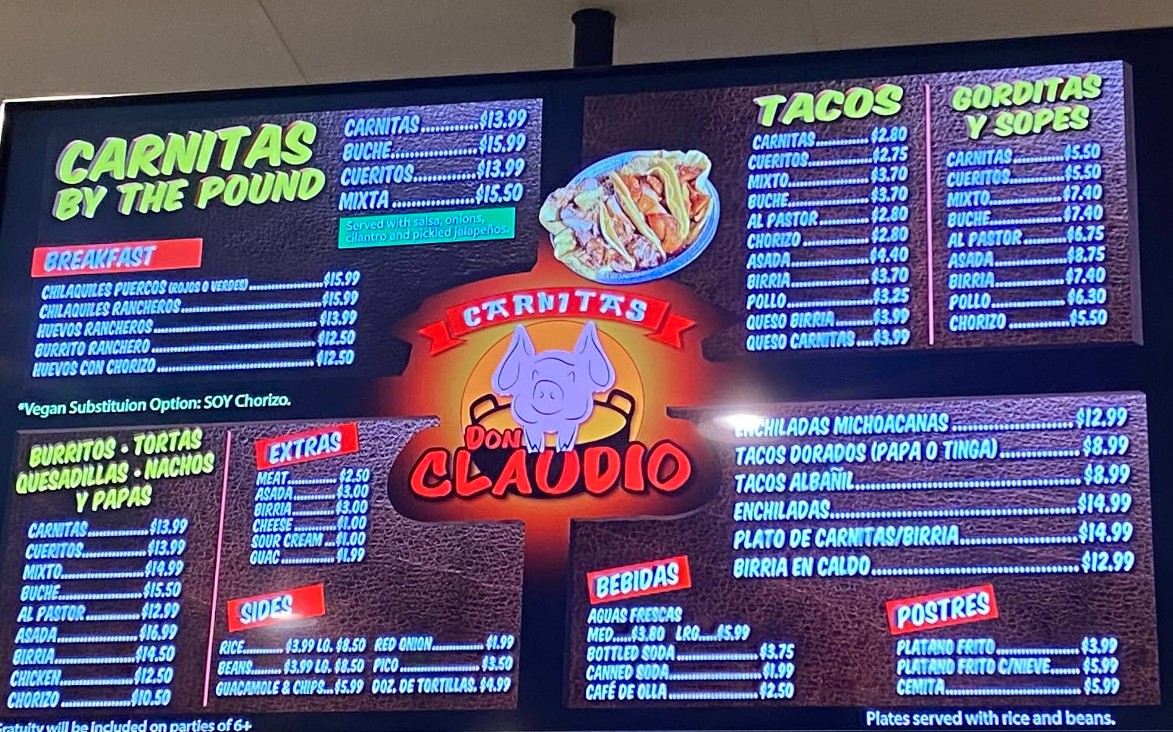 CARNITAS
BY THE POUND
CARNITAS............$13.99
BUCHE................$15.99
CUERITOS............$13.99
MIXTA................$15.50
Served with salsa, onions,
cilantro and pickled jalapeños.
BREAKFAST
CHILAQUILES PUERCOS (ROJOS O VERDES)........................$15.99
CHILAQUILES RANCHEROS........................$15.99
HUEVOS RANCHEROS........................$13.99
BURRITO RANCHERO........................$12.50
HUEVOS CON CHORIZO........................$12.50
*Vegan Substituion Option: SOY Chorizo.
BURRITOS • TORTAS
QUESADILLAS • NACHOS
Y PAPAS
CARNITAS................$13.99
CUERITOS................$13.99
MIXTO................$14.99
BUCHE................$15.50
AL PASTOR................$12.99
ASADA................$16.99
BIRRIA................$14.50
CHICKEN................$12.50
CHORIZO................$10.50
Gratuity will be included on parties of 6+
EXTRAS
MEAT............$2.50
ASADA............$3.00
BIRRIA............$3.00
CHEESE............$1.00
SOUR CREAM ...$1.00
GUAC ............$1.99
SIDES
RICE.......... $3.99 LG. $8.50 RED ONION............$1.99
BEANS........ $3.99 LG. $8.50 PICO ............$3.50
GUACAMOLE & CHIPS...$5.99 DOZ. DE TORTILLAS. $4.99
CARNITAS
DON
CLAUDIO
TACOS
CARNITAS............$2.80
CUERITOS............$2.75
MIXTO............$3.70
BUCHE............$3.70
AL PASTOR............$2.80
CHORIZO............$2.80
ASADA............$4.40
BIRRIA............$3.70
POLLO............$3.25
QUESO BIRRIA......$3.99
QUESO CARNITAS....$3.99
GORDITAS
Y SOPES
CARNITAS............$5.50
CUERITOS............$5.50
MIXTO............$7.40
BUCHE............$7.40
AL PASTOR............$6.75
ASADA............$8.75
BIRRIA............$7.40
POLLO............$6.30
CHORIZO............$5.50
ENCHILADAS MICHOACANAS ....................$12.99
TACOS DORADOS (PAPA O TINGA)................$8.99
TACOS ALBAÑIL................................$8.99
ENCHILADAS................................$14.99
PLATO DE CARNITAS/BIRRIA....................$14.99
BIRRIA EN CALDO................................$12.99
BEBIDAS
AGUAS FRESCAS
MED....$3.80 LRG....$5.99
BOTTLED SODA................$3.75
CANNED SODA................$1.99
CAFÉ DE OLLA................$2.50
POSTRES
PLATANO FRITO................$3.99
PLATANO FRITO C/NIEVE......$5.99
CEMITA................$5.99
Plates served with rice and beans.